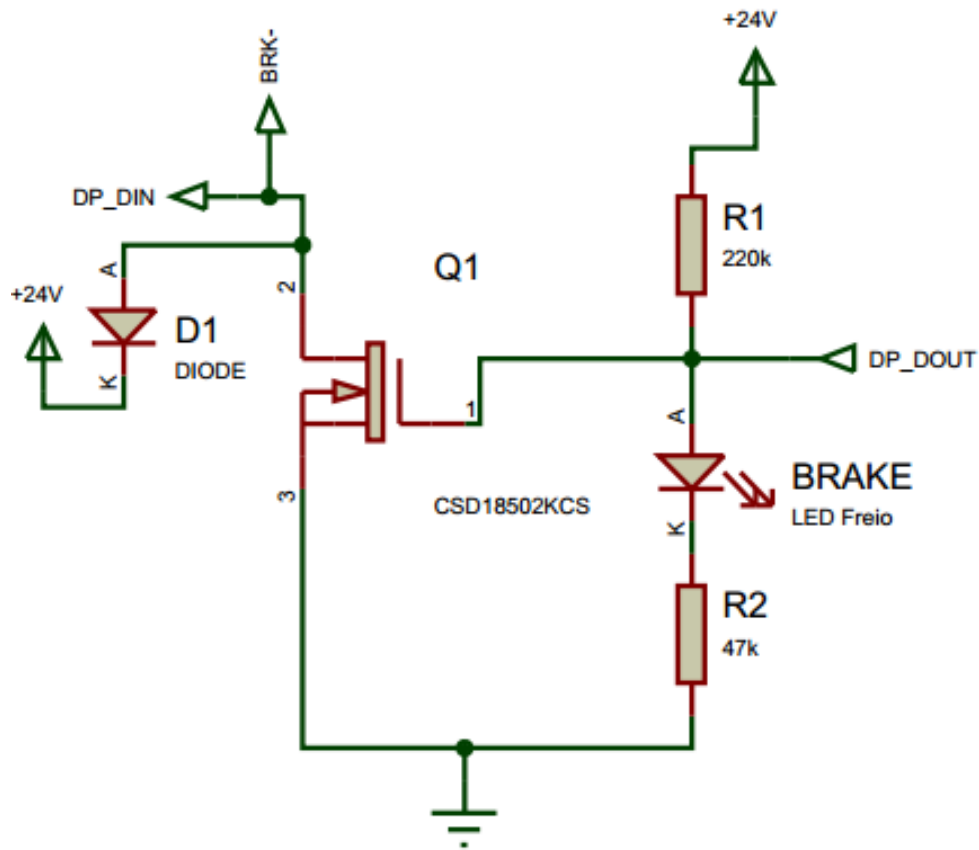 +24V
BRK-
DP_DIN
R1
220k
Q1
A
2
+24V
D1
DIODE
K
DP_DOUT
1
A
BRAKE
LED Freio
3
CSD18502KCS
K
R2
47k